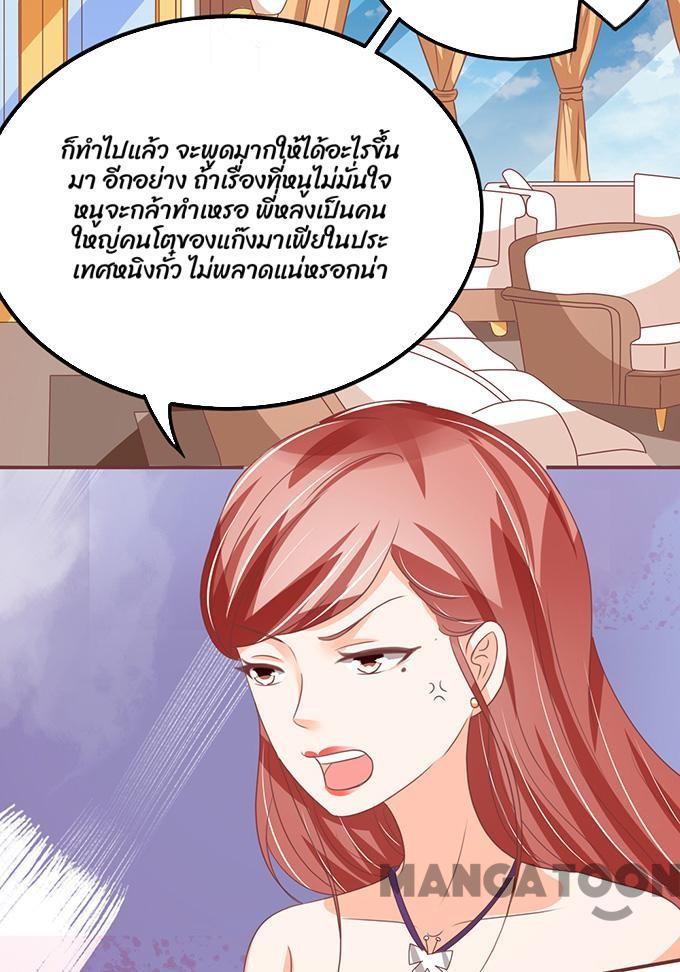 ก็ทำไปแล้ว จะพูดมากให้ได้อะไรขึ้น
มา อีกอย่าง ถ้าเรื่องที่หนูไม่มั่นใจ
หนูจะกล้าทำเหรอ พี่หลงเป็นคน
ใหญ่คนโตของแก๊งมาเฟียในประ
เทศหนิงกั๋ว ไม่พลาดแน่หรอกน่า
MANGATOON